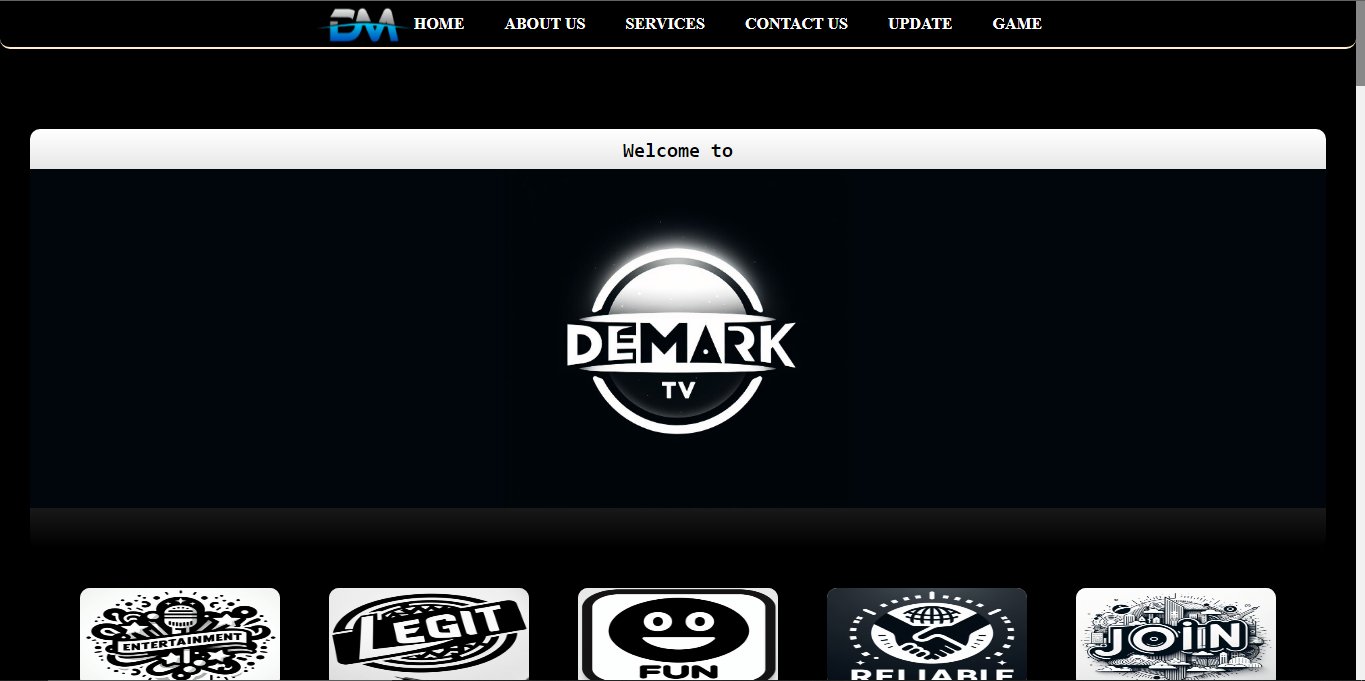 DM HOME ABOUT US SERVICES CONTACT US UPDATE GAME
Welcome to
DEMARK
TV
ENTERTAINMENT LEGIT FUN RELIABLE JOIN